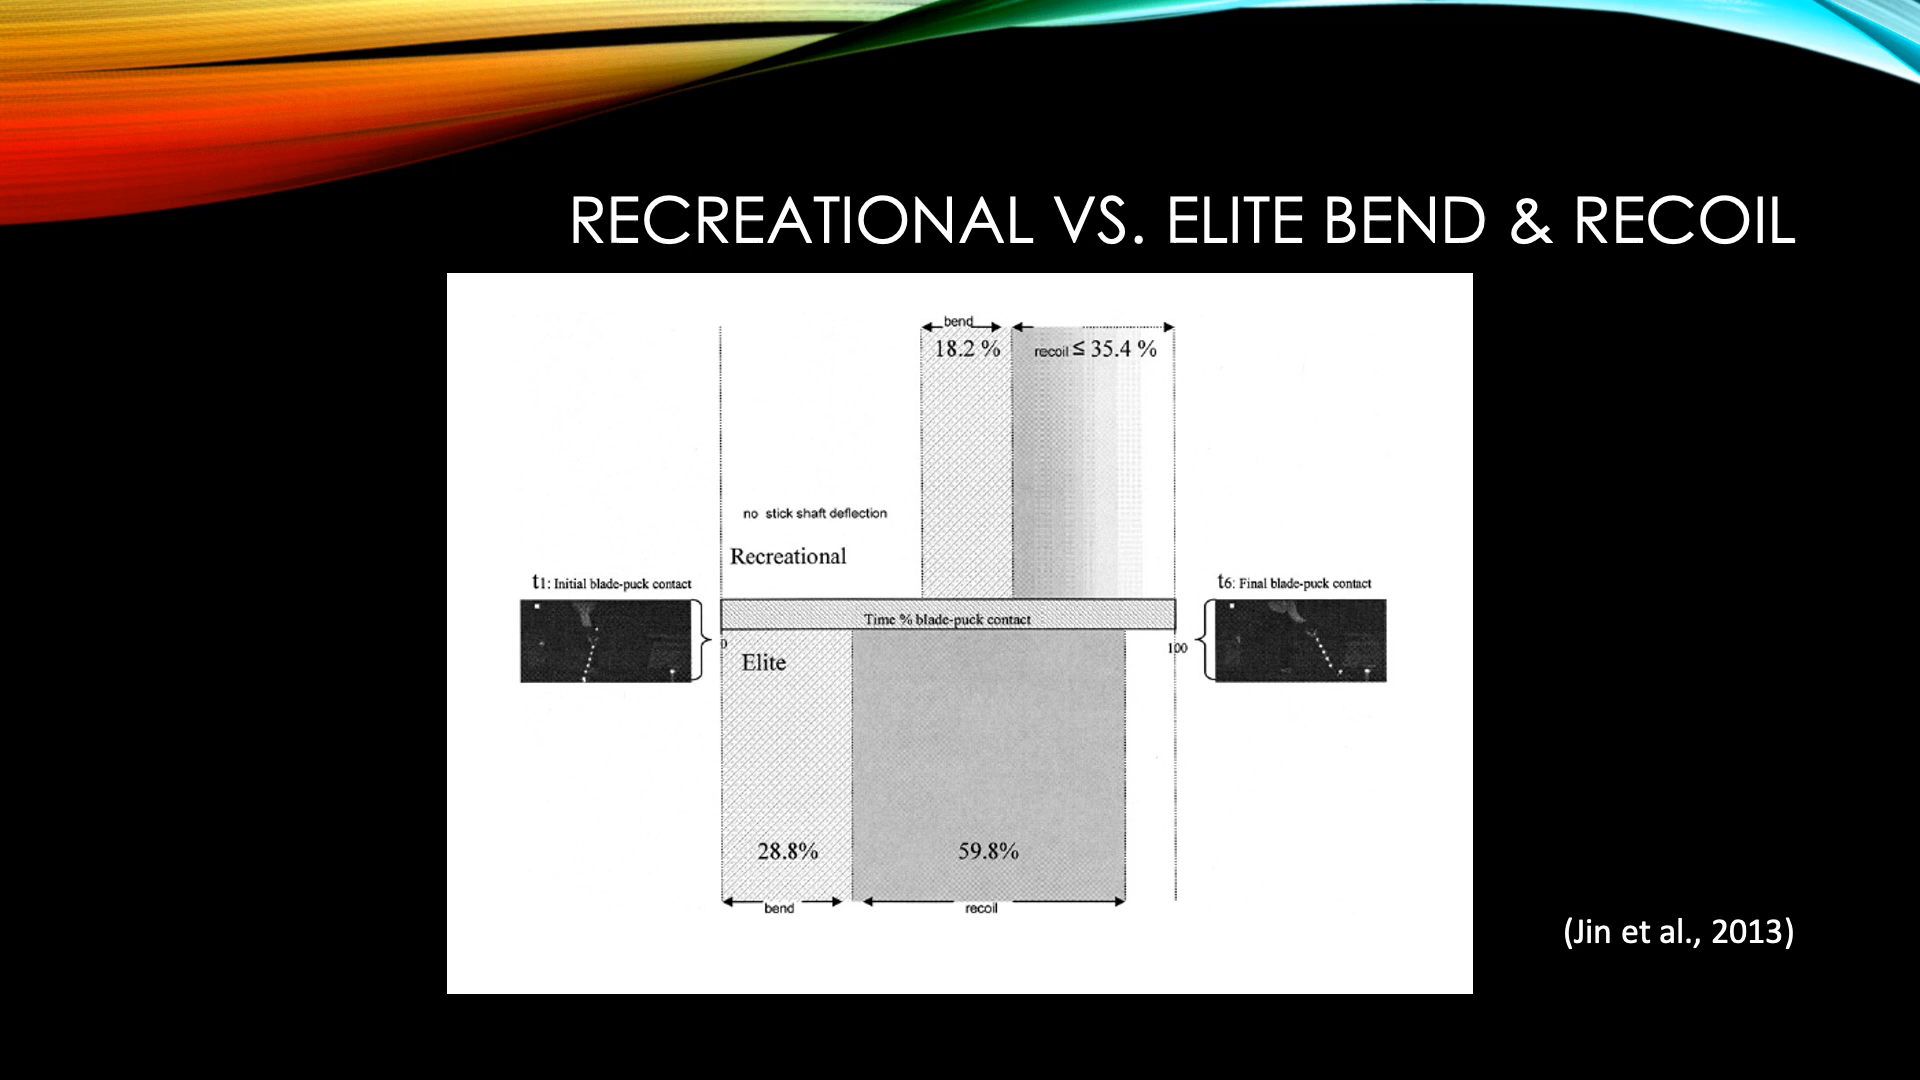 RECREATIONAL VS. ELITE BEND & RECOIL
bend
18.2 %
recoil ≤ 35.4 %
no stick shaft deflection
Recreational
t1: Initial blade-puck contact
t6: Final blade-puck contact
Time % blade-puck contact
0
100
Elite
28.8%
59.8%
bend
recoil
(Jin et al., 2013)